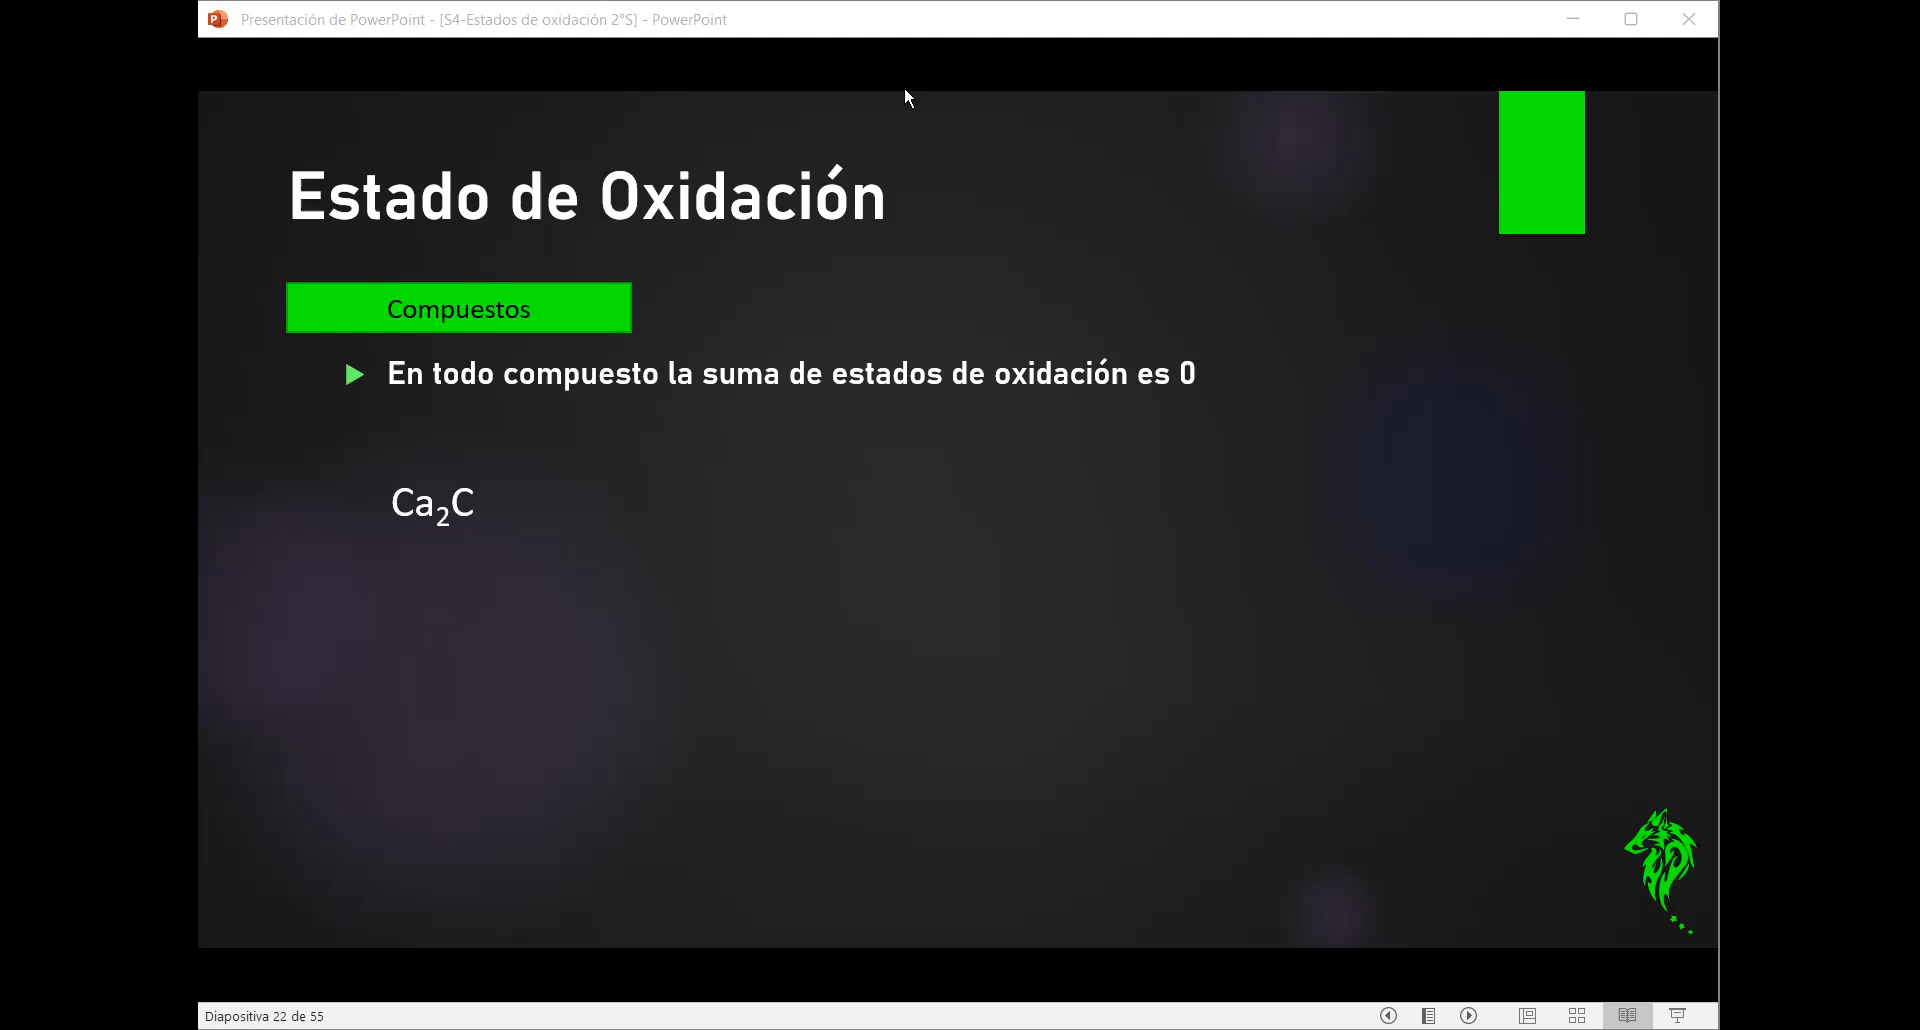 Presentación de PowerPoint - [S4-Estados de oxidación 2°S] - PowerPoint
Estado de Oxidación
Compuestos
En todo compuesto la suma de estados de oxidación es 0
Ca₂C
Diapositiva 22 de 55